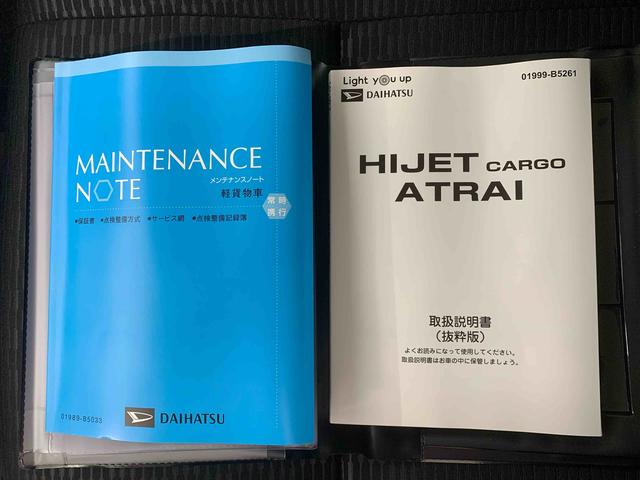 MAINTENANCE
NOTE
メンテナンスノート
軽貨物車
常時
携行
●保証書 ●点検整備方式 ●サービス網 ●点検整備記録簿
01989-B5033
DAIHATSU
Light you up
DAIHATSU
01999-B5261
HIJET CARGO
ATRAI
取扱説明書
(抜粋版)
よくお読みになって使用してください。
取扱説明書はお車の中に保管しましょう。